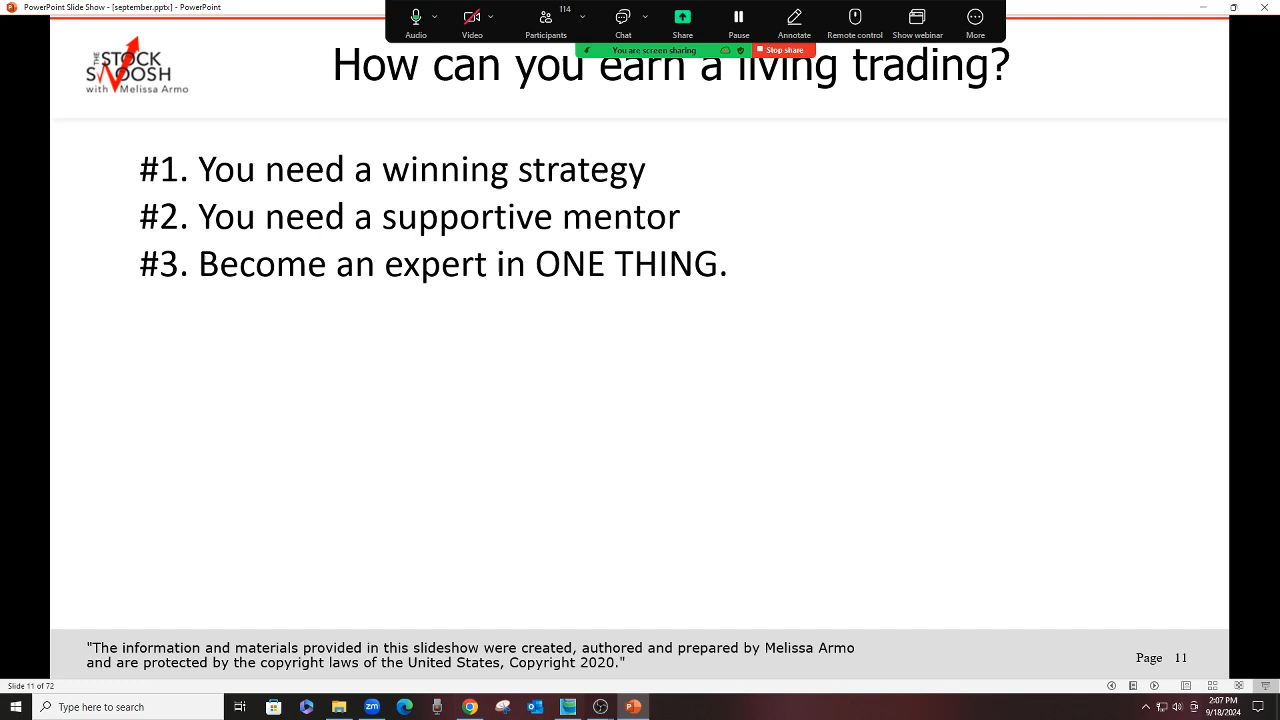 PowerPoint Slide Show - [september.pptx] - PowerPoint
114
Audio Video Participants Chat Share Pause Annotate Remote control Show webinar More
You are screen sharing Stop share
THE STOCK SWOOSH
with Melissa Armo
How can you earn a living trading?
#1. You need a winning strategy
#2. You need a supportive mentor
#3. Become an expert in ONE THING.
"The information and materials provided in this slideshow were created, authored and prepared by Melissa Armo
and are protected by the copyright laws of the United States, Copyright 2020."
Page 11
Slide 11 of 72
Type here to search
2:07 PM
9/18/2024